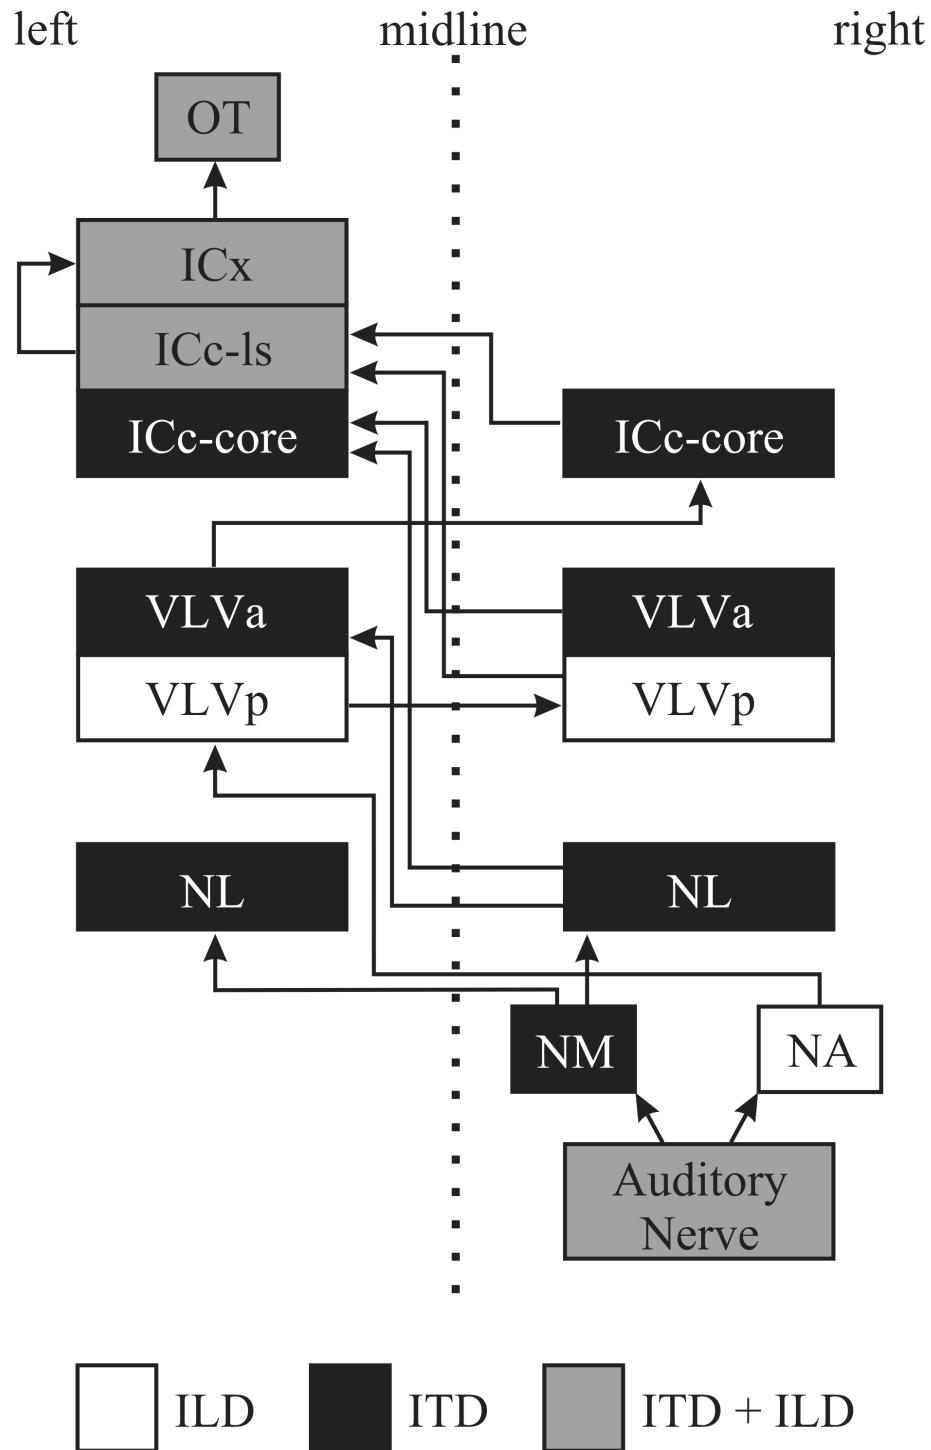 left midline right
OT
ICx
ICc-ls
ICc-core ICc-core
VLVa VLVa
VLVp VLVp
NL NL
NM NA
Auditory
Nerve
ILD ITD ITD + ILD